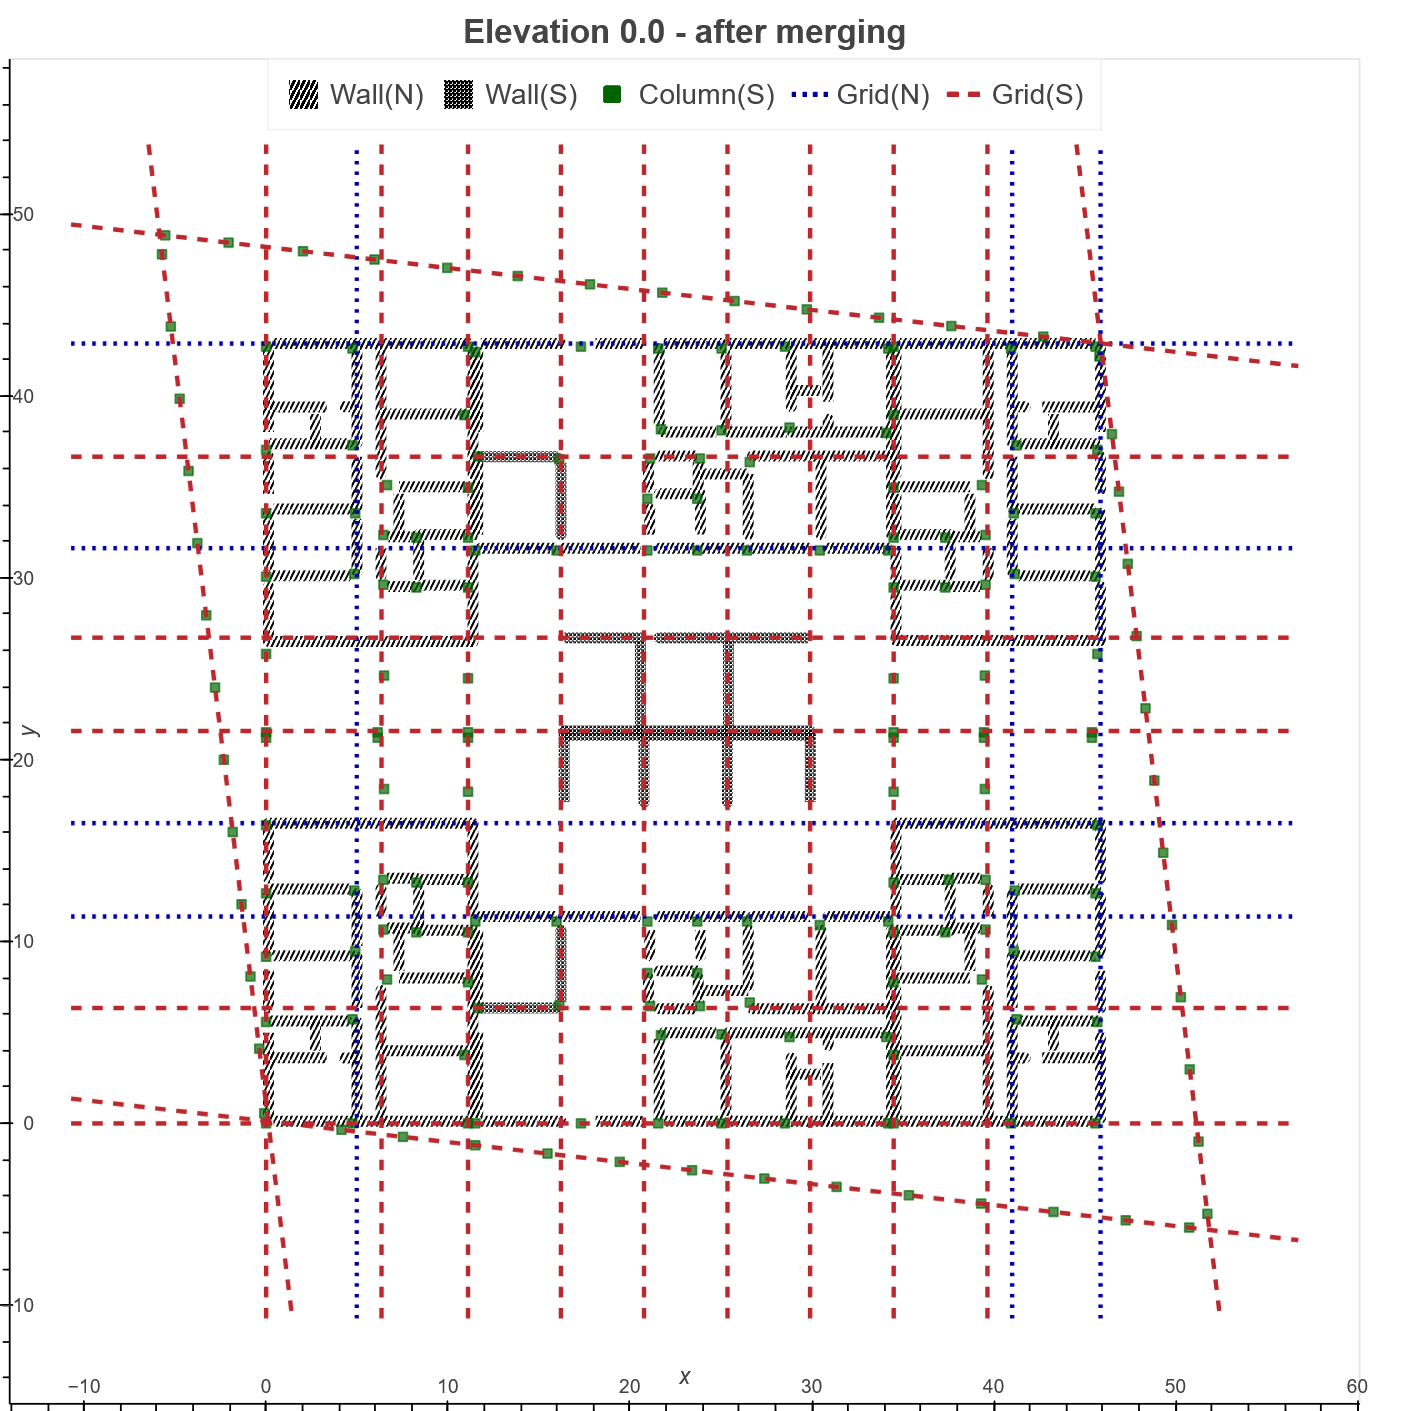 Elevation 0.0 - after merging
Wall(N) Wall(S) Column(S) Grid(N) Grid(S)
50
40
30
20
10
0
−10
y
x
−10 0 10 20 30 40 50 60